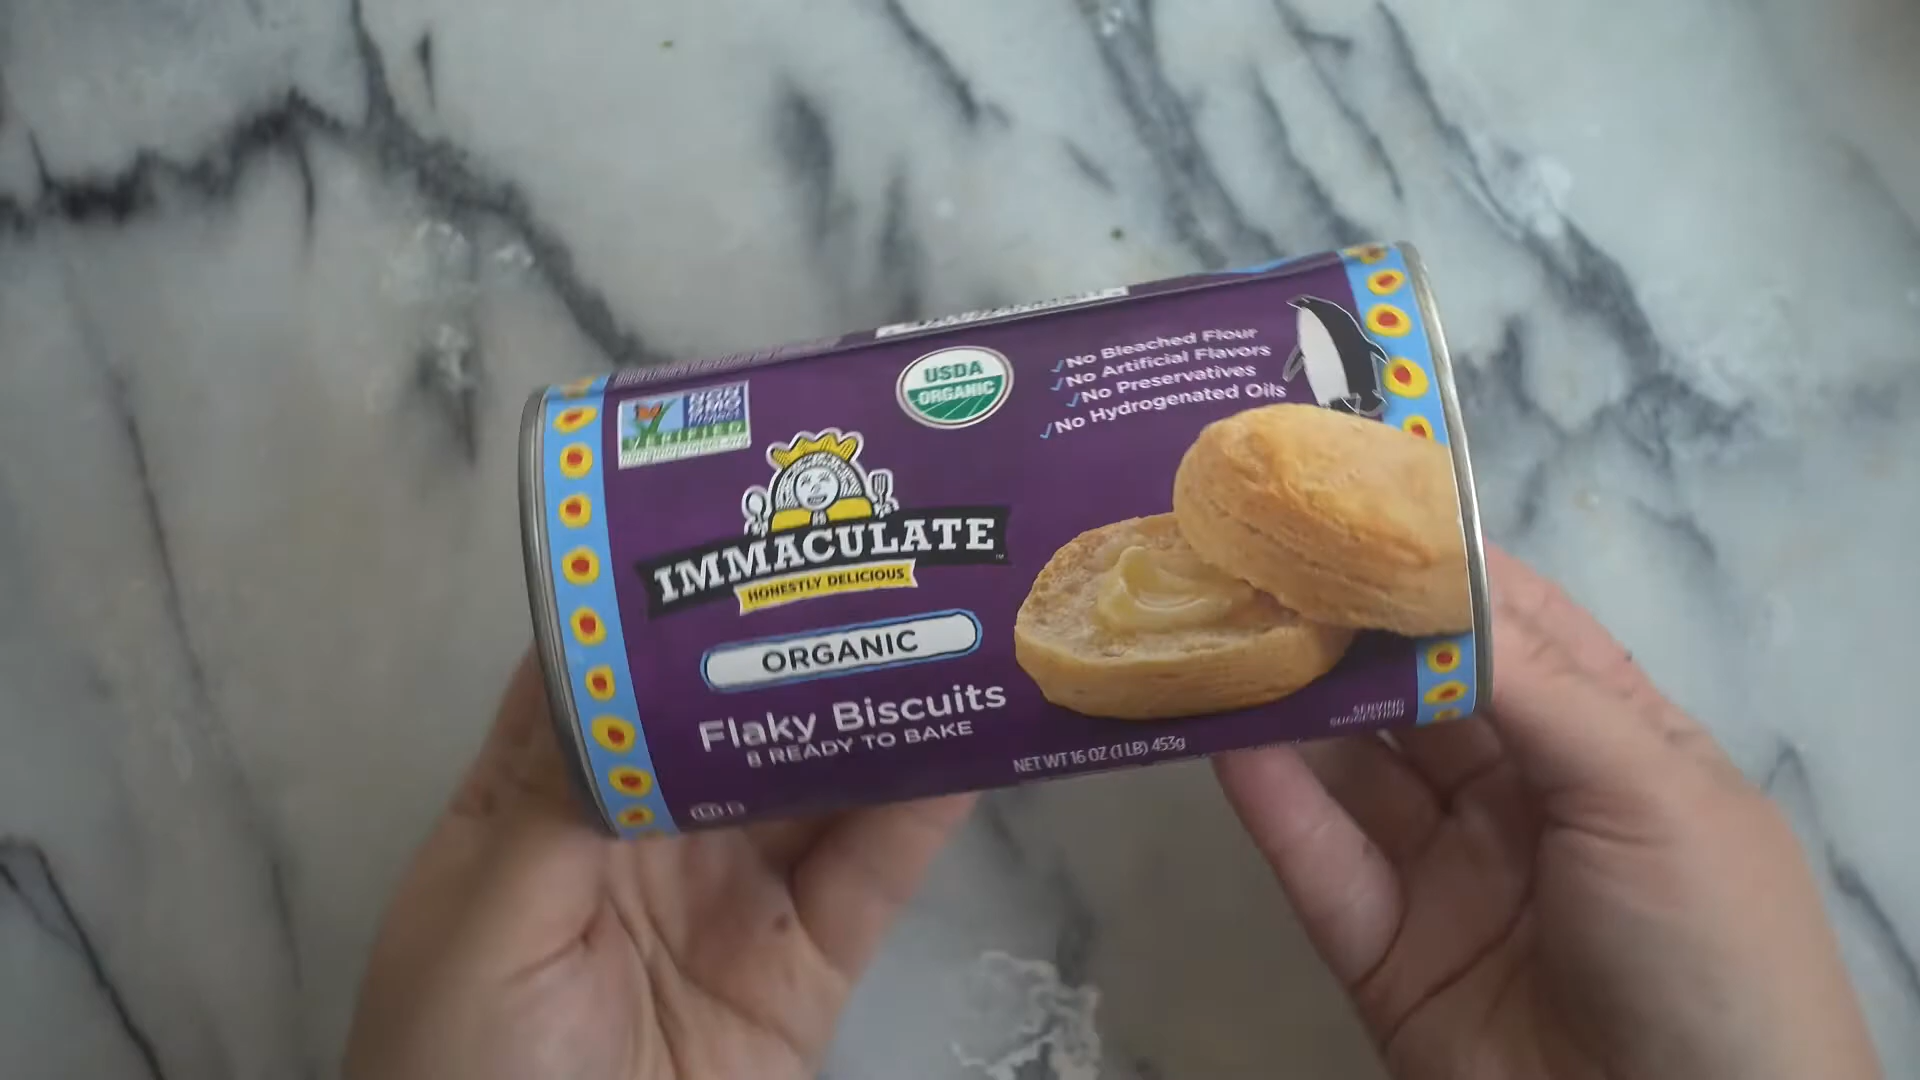 NON
GMO
VERIFIED
USDA
ORGANIC
✓No Bleached Flour
✓No Artificial Flavors
✓No Preservatives
✓No Hydrogenated Oils
IMMACULATE
HONESTLY DELICIOUS
ORGANIC
Flaky Biscuits
8 READY TO BAKE
NET WT 16 OZ (1 LB) 453g
SERVING
SUGGESTION